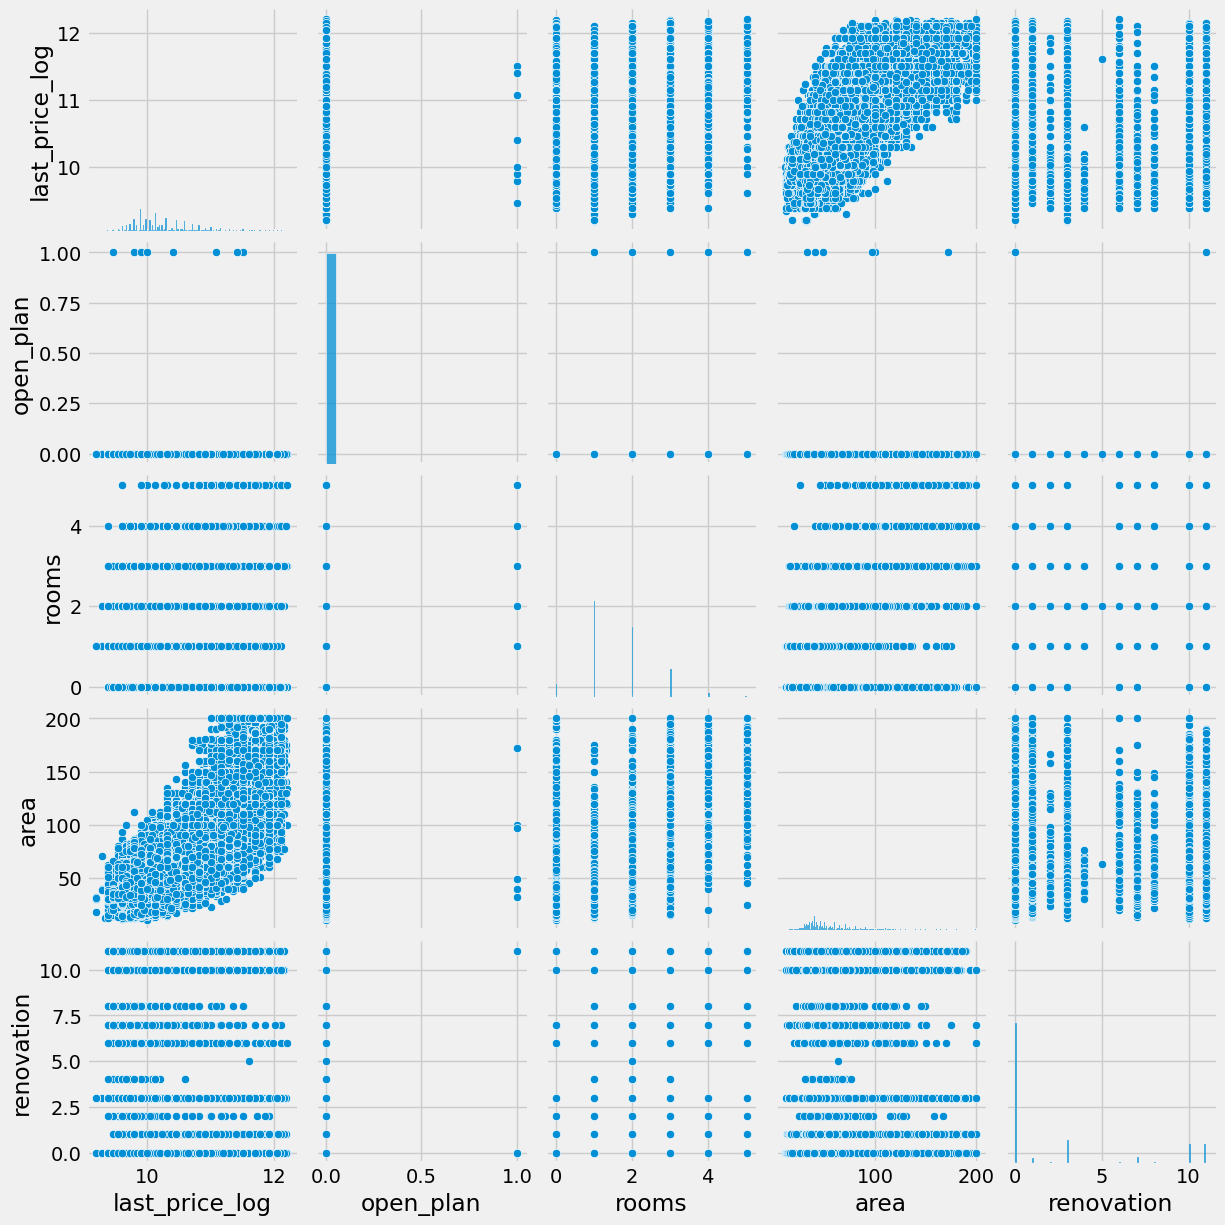 12
11
10
last_price_log
1.00
0.75
0.50
0.25
0.00
open_plan
4
2
0
rooms
200
150
100
50
area
10.0
7.5
5.0
2.5
0.0
renovation
10 12
0.0 0.5 1.0
0 2 4
100 200
0 5 10
last_price_log open_plan rooms area renovation